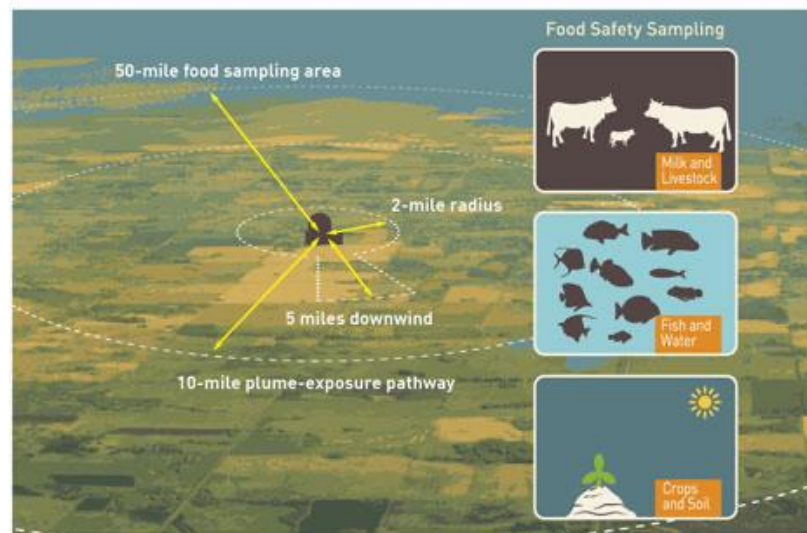 Food Safety Sampling
50-mile food sampling area
Milk and
Livestock
2-mile radius
5 miles downwind
Fish and
Water
10-mile plume-exposure pathway
Crops
and Soil